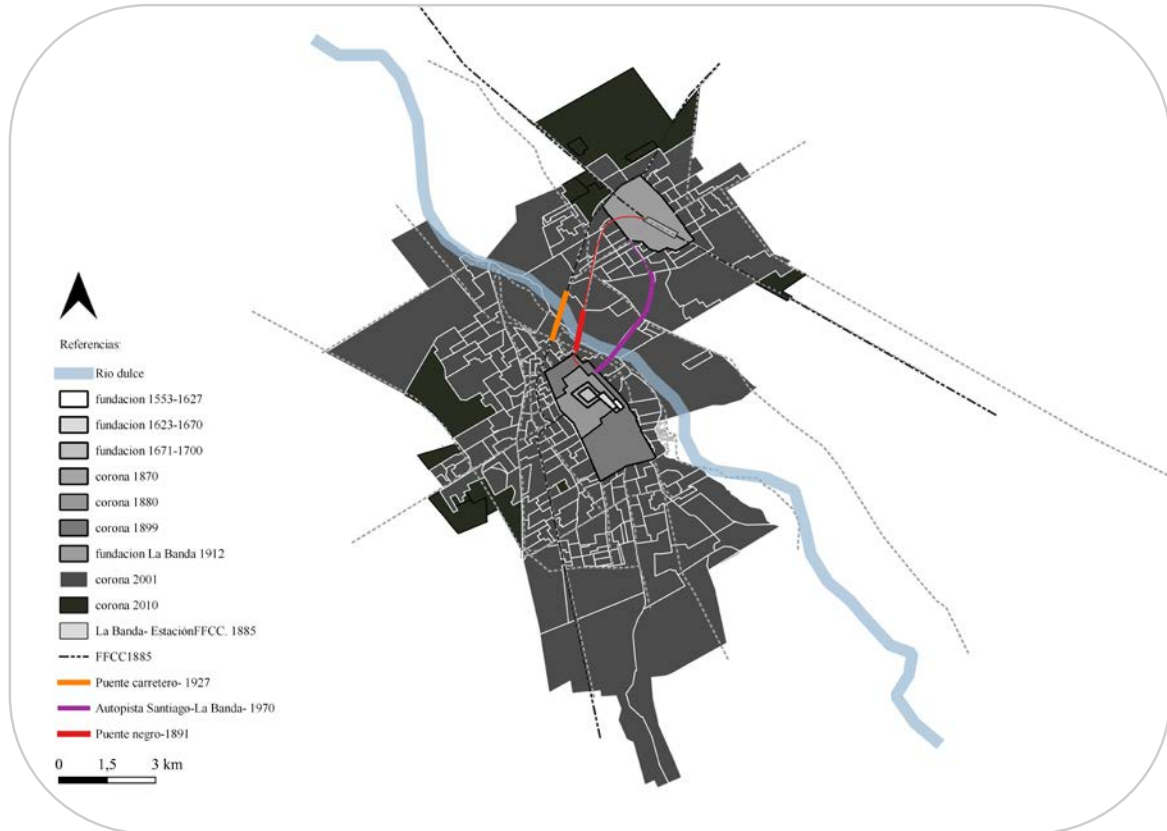 Referencias:
Rio dulce
fundacion 1553-1627
fundacion 1623-1670
fundacion 1671-1700
corona 1870
corona 1880
corona 1899
fundacion La Banda 1912
corona 2001
corona 2010
La Banda- EstaciónFFCC. 1885
FFCC1885
Puente carretero- 1927
Autopista Santiago-La Banda- 1970
Puente negro-1891
0 1,5 3 km